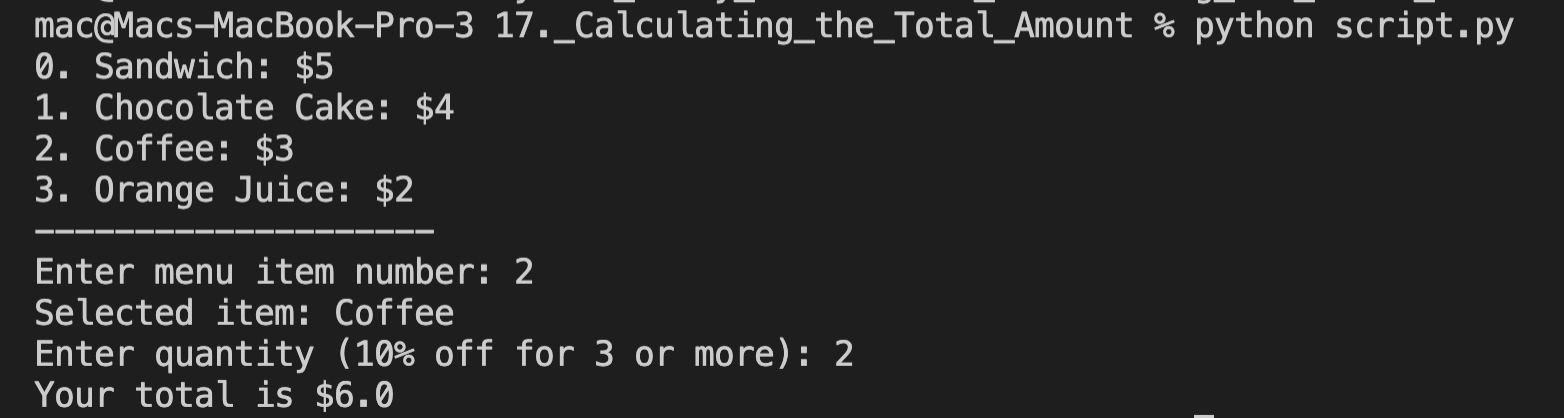 mac@Macs-MacBook-Pro-3 17._Calculating_the_Total_Amount % python script.py
0. Sandwich: $5
1. Chocolate Cake: $4
2. Coffee: $3
3. Orange Juice: $2
--------------------
Enter menu item number: 2
Selected item: Coffee
Enter quantity (10% off for 3 or more): 2
Your total is $6.0